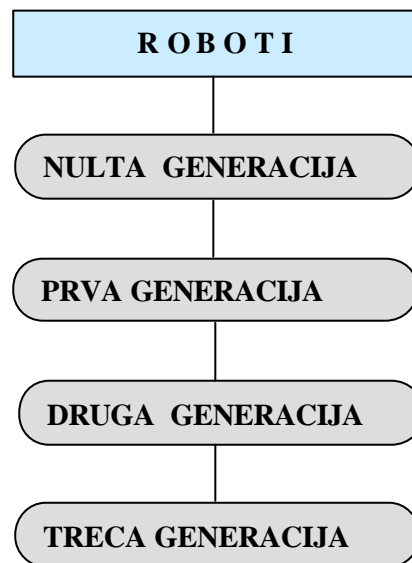 R O B O T I
NULTA GENERACIJA
PRVA GENERACIJA
DRUGA GENERACIJA
TRECA GENERACIJA